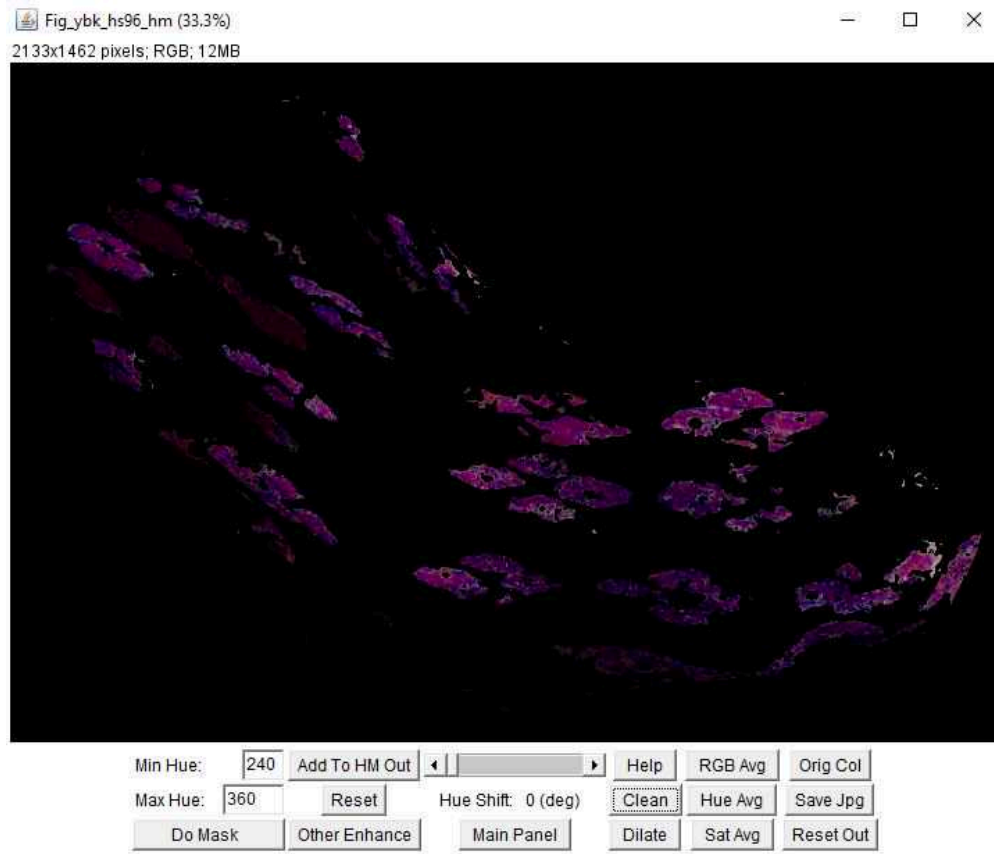 Fig_ybk_hs96_hm (33.3%)
2133x1462 pixels; RGB; 12MB
Min Hue: 240 Add To HM Out Help RGB Avg Orig Col
Max Hue: 360 Reset Hue Shift: 0 (deg) Clean Hue Avg Save Jpg
Do Mask Other Enhance Main Panel Dilate Sat Avg Reset Out